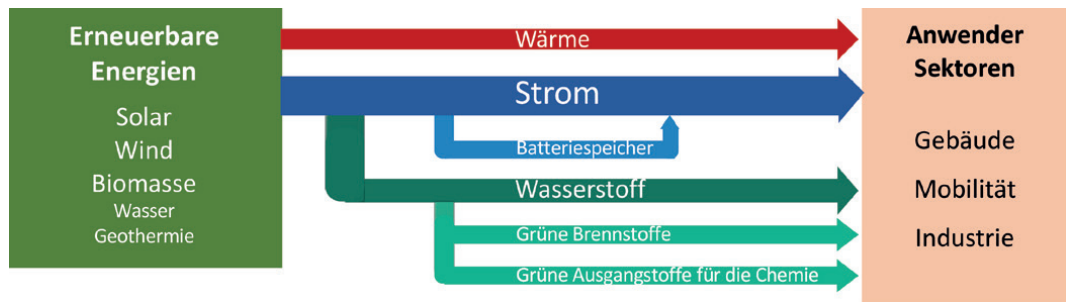 Erneuerbare
Energien
Solar
Wind
Biomasse
Wasser
Geothermie
Wärme
Strom
Batteriespeicher
Wasserstoff
Grüne Brennstoffe
Grüne Ausgangstoffe für die Chemie
Anwender
Sektoren
Gebäude
Mobilität
Industrie